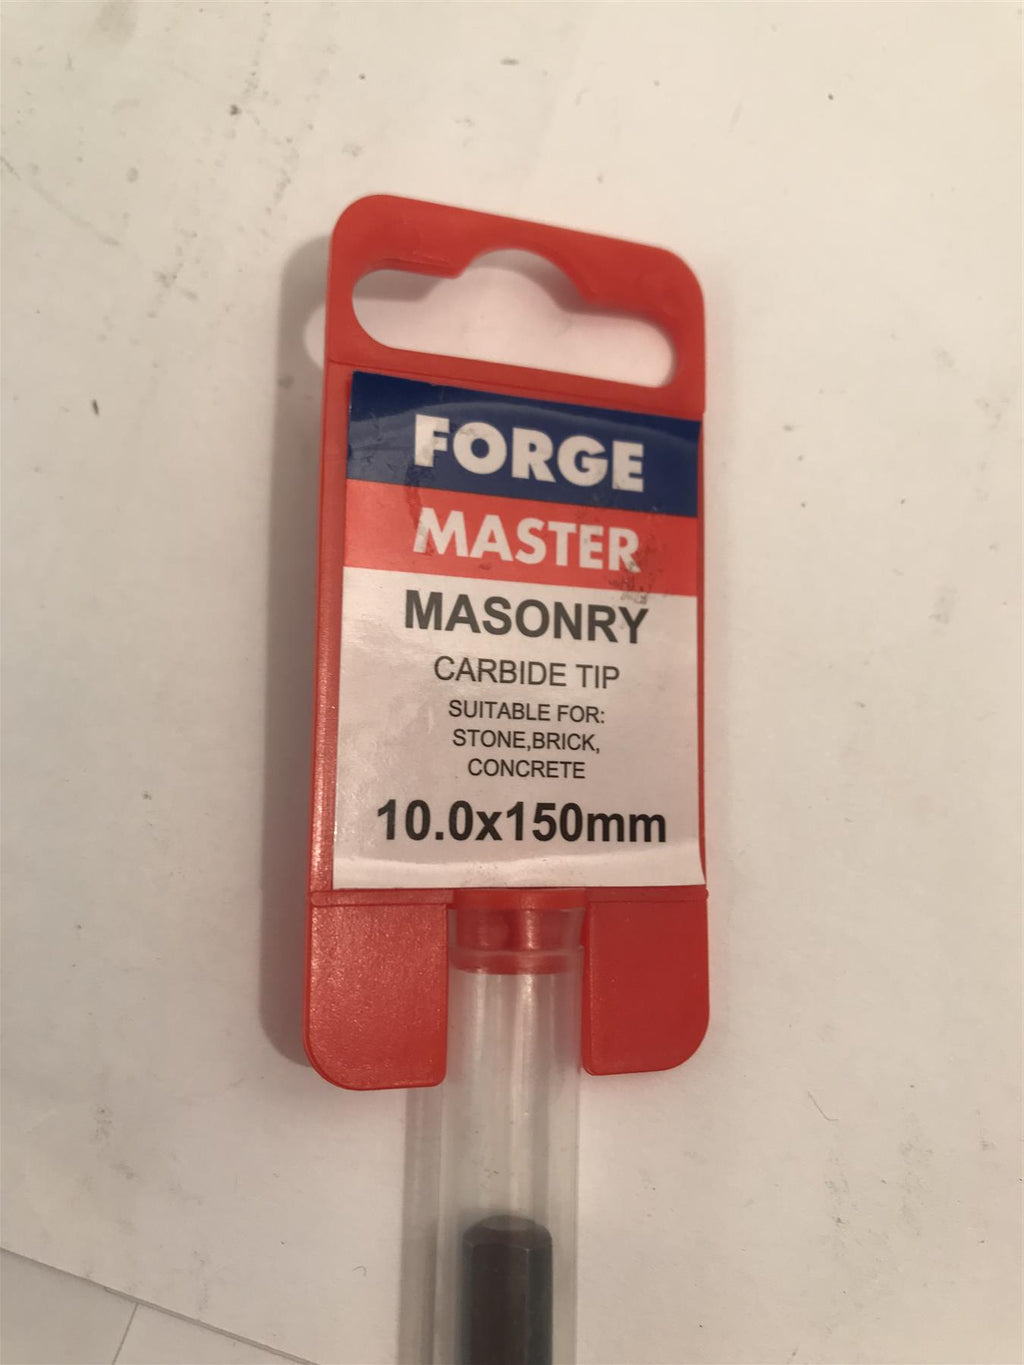 FORGE
MASTER
MASONRY
CARBIDE TIP
SUITABLE FOR:
STONE,BRICK,
CONCRETE
10.0x150mm